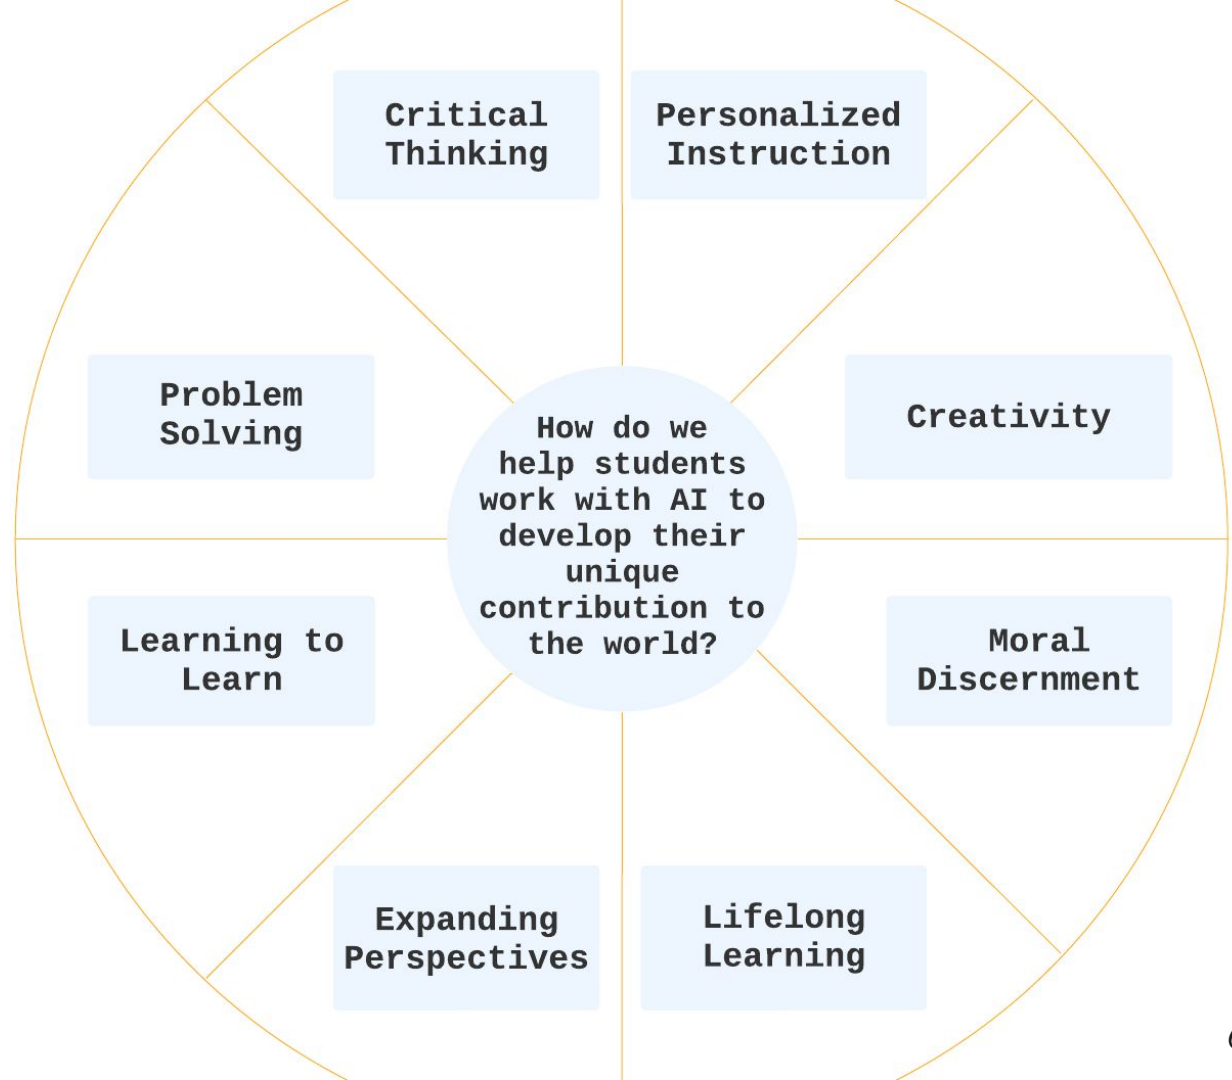 Critical
Thinking
Personalized
Instruction
Problem
Solving
Creativity
How do we
help students
work with AI to
develop their
unique
contribution to
the world?
Learning to
Learn
Moral
Discernment
Expanding
Perspectives
Lifelong
Learning